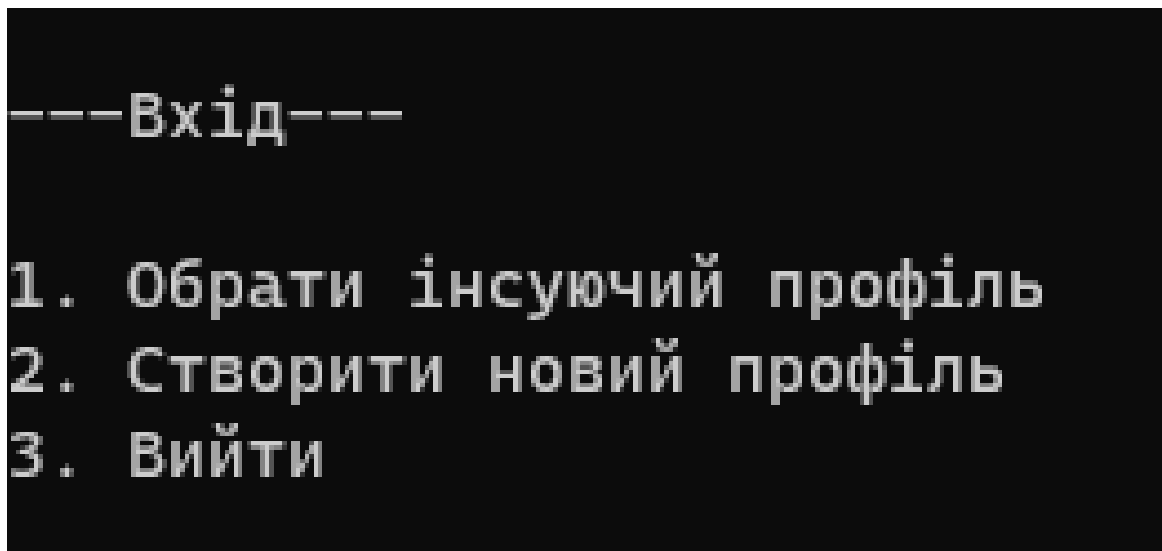 ---Вхід---
1. Обрати інсуючий профіль
2. Створити новий профіль
3. Вийти